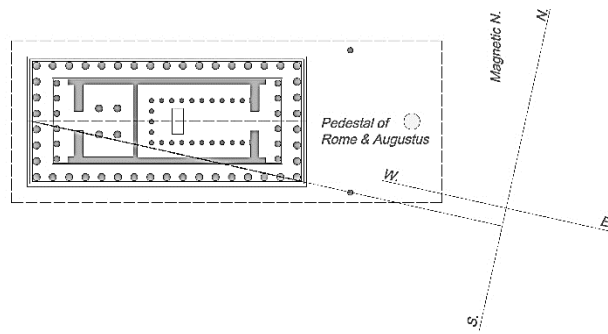 Magnetic N.
N.
Pedestal of
Rome & Augustus
W.
E
S.